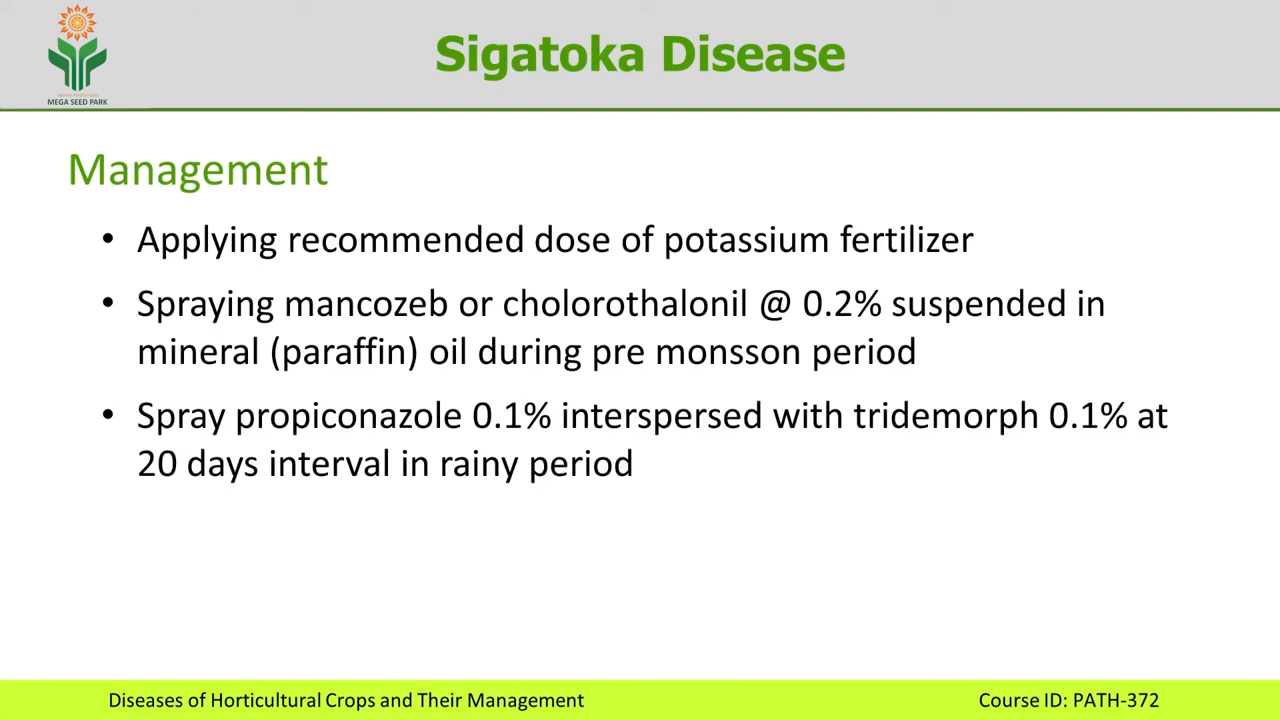 Sigatoka Disease
MEGA SEED PARK
Management
• Applying recommended dose of potassium fertilizer
• Spraying mancozeb or cholorothalonil @ 0.2% suspended in
mineral (paraffin) oil during pre monsson period
• Spray propiconazole 0.1% interspersed with tridemorph 0.1% at
20 days interval in rainy period
Diseases of Horticultural Crops and Their Management
Course ID: PATH-372